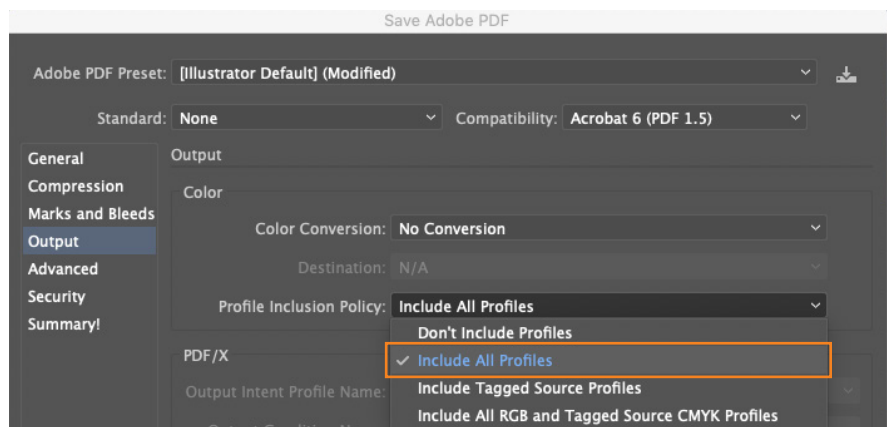 Save Adobe PDF
Adobe PDF Preset: [Illustrator Default] (Modified)
Standard: None Compatibility: Acrobat 6 (PDF 1.5)
General
Compression
Marks and Bleeds
Output
Advanced
Security
Summary!
Output
Color
Color Conversion: No Conversion
Destination: N/A
Profile Inclusion Policy: Include All Profiles
Don't Include Profiles
Include All Profiles
Include Tagged Source Profiles
Include All RGB and Tagged Source CMYK Profiles
PDF/X
Output Intent Profile Name: